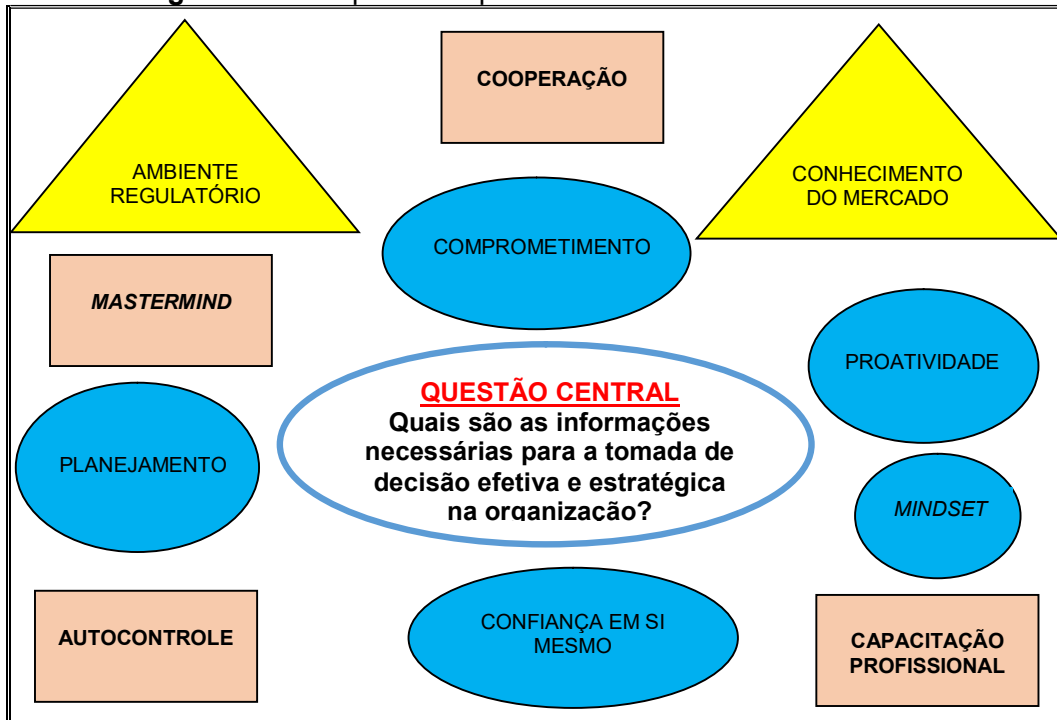 COOPERAÇÃO
AMBIENTE
REGULATÓRIO
CONHECIMENTO
DO MERCADO
COMPROMETIMENTO
MASTERMIND
PROATIVIDADE
QUESTÃO CENTRAL
Quais são as informações
necessárias para a tomada de
decisão efetiva e estratégica
na organização?
PLANEJAMENTO
MINDSET
AUTOCONTROLE
CONFIANÇA EM SI
MESMO
CAPACITAÇÃO
PROFISSIONAL